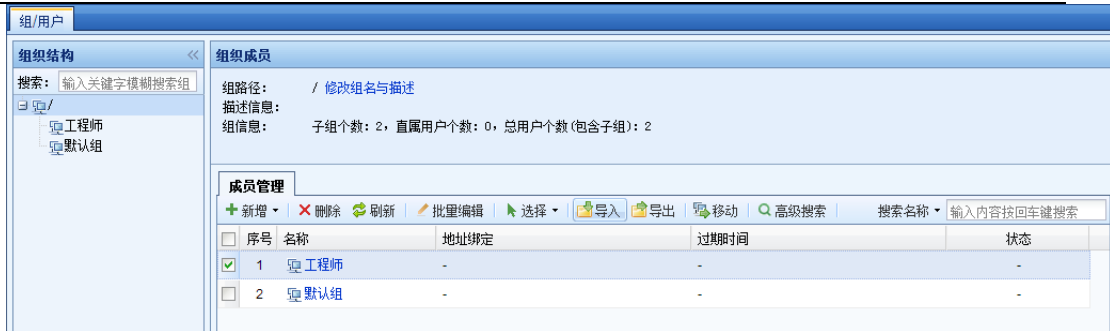 组/用户
组织结构
搜索: 输入关键字模糊搜索组
/
工程师
默认组
组织成员
组路径: / 修改组名与描述
描述信息:
组信息: 子组个数: 2, 直属用户个数: 0, 总用户个数(包含子组): 2
成员管理
新增 删除 刷新 批量编辑 选择 导入 导出 移动 高级搜索 搜索名称 输入内容按回车键搜索
序号 名称 地址绑定 过期时间 状态
1 工程师 - - -
2 默认组 - - -